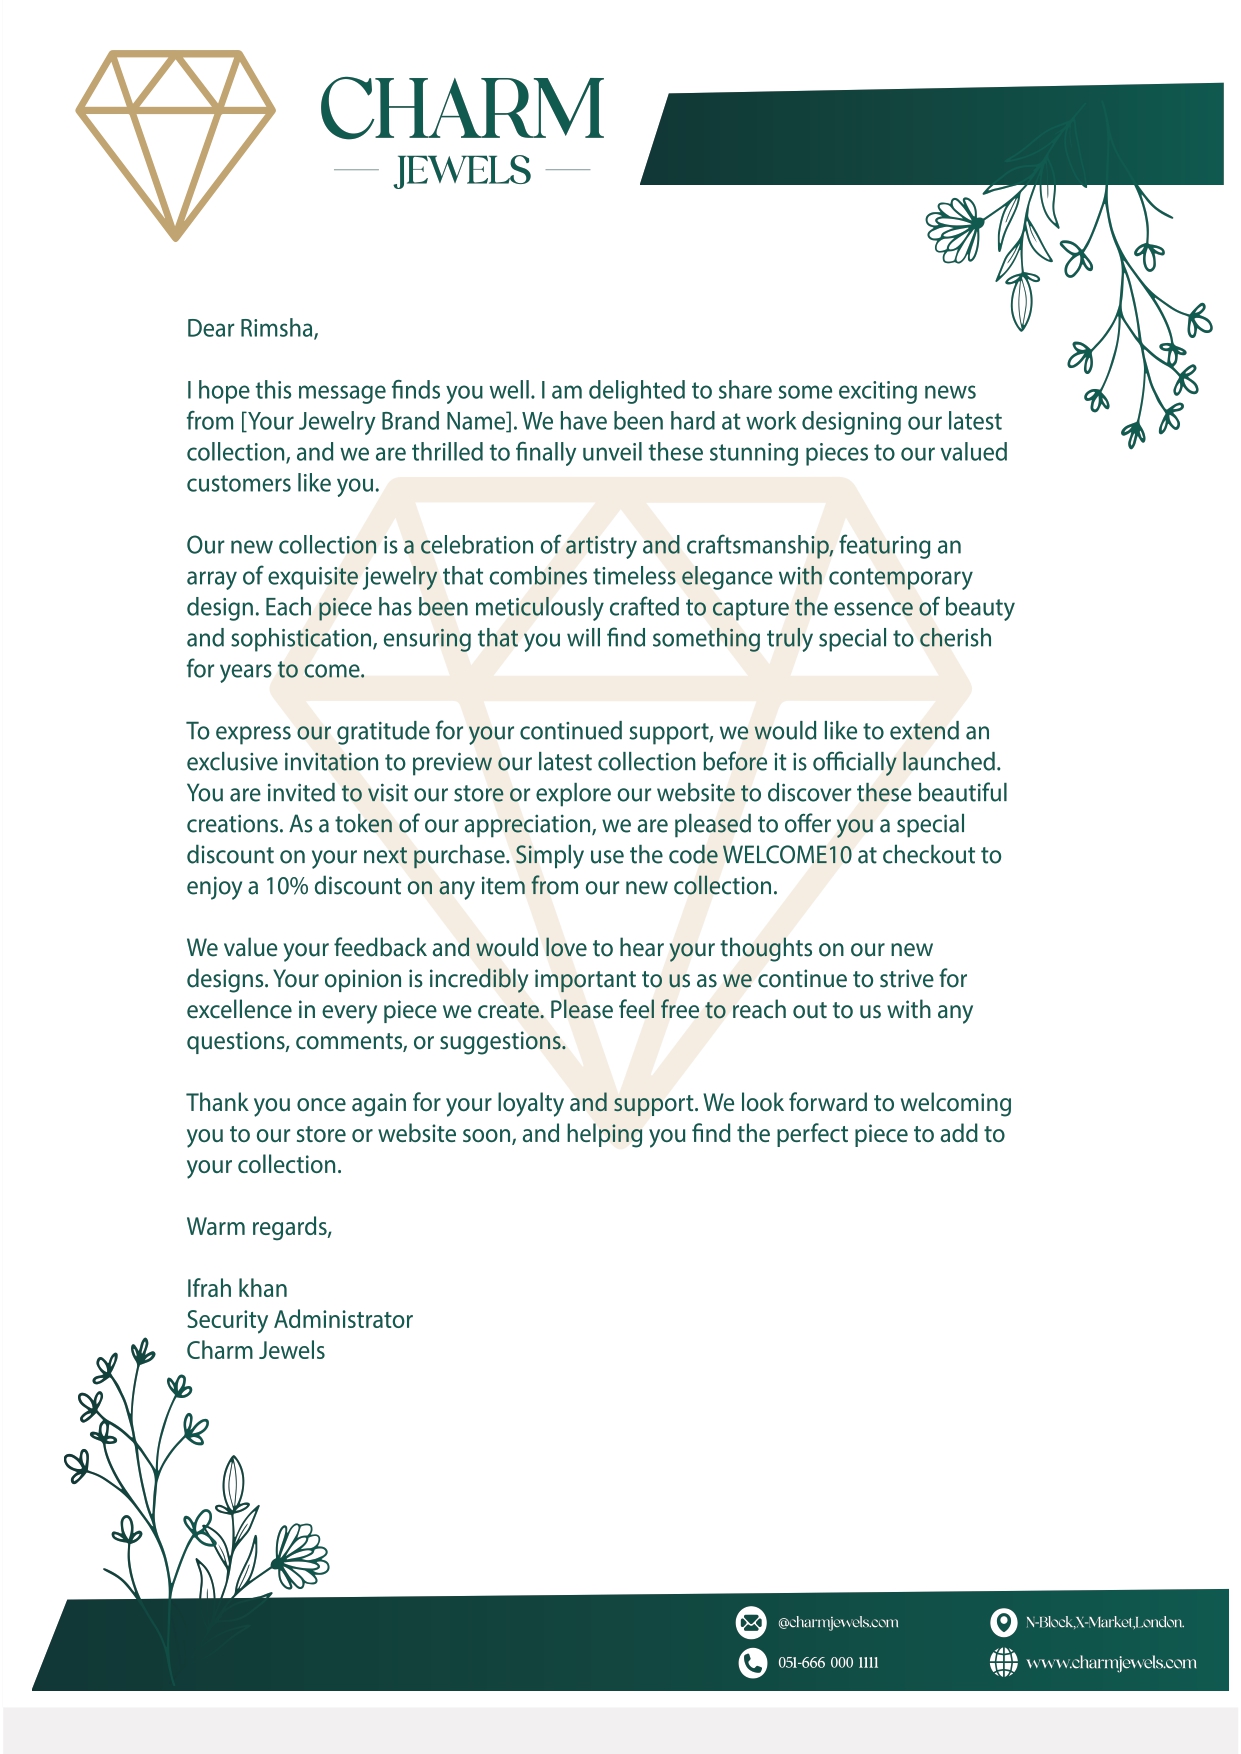 CHARM
JEWELS
Dear Rimsha,
I hope this message finds you well. I am delighted to share some exciting news
from [Your Jewelry Brand Name]. We have been hard at work designing our latest
collection, and we are thrilled to finally unveil these stunning pieces to our valued
customers like you.
Our new collection is a celebration of artistry and craftsmanship, featuring an
array of exquisite jewelry that combines timeless elegance with contemporary
design. Each piece has been meticulously crafted to capture the essence of beauty
and sophistication, ensuring that you will find something truly special to cherish
for years to come.
To express our gratitude for your continued support, we would like to extend an
exclusive invitation to preview our latest collection before it is officially launched.
You are invited to visit our store or explore our website to discover these beautiful
creations. As a token of our appreciation, we are pleased to offer you a special
discount on your next purchase. Simply use the code WELCOME10 at checkout to
enjoy a 10% discount on any item from our new collection.
We value your feedback and would love to hear your thoughts on our new
designs. Your opinion is incredibly important to us as we continue to strive for
excellence in every piece we create. Please feel free to reach out to us with any
questions, comments, or suggestions.
Thank you once again for your loyalty and support. We look forward to welcoming
you to our store or website soon, and helping you find the perfect piece to add to
your collection.
Warm regards,
Ifrah khan
Security Administrator
Charm Jewels
@charmjewels.com
N-Block,X-Market,London.
051-666 000 1111
www.charmjewels.com